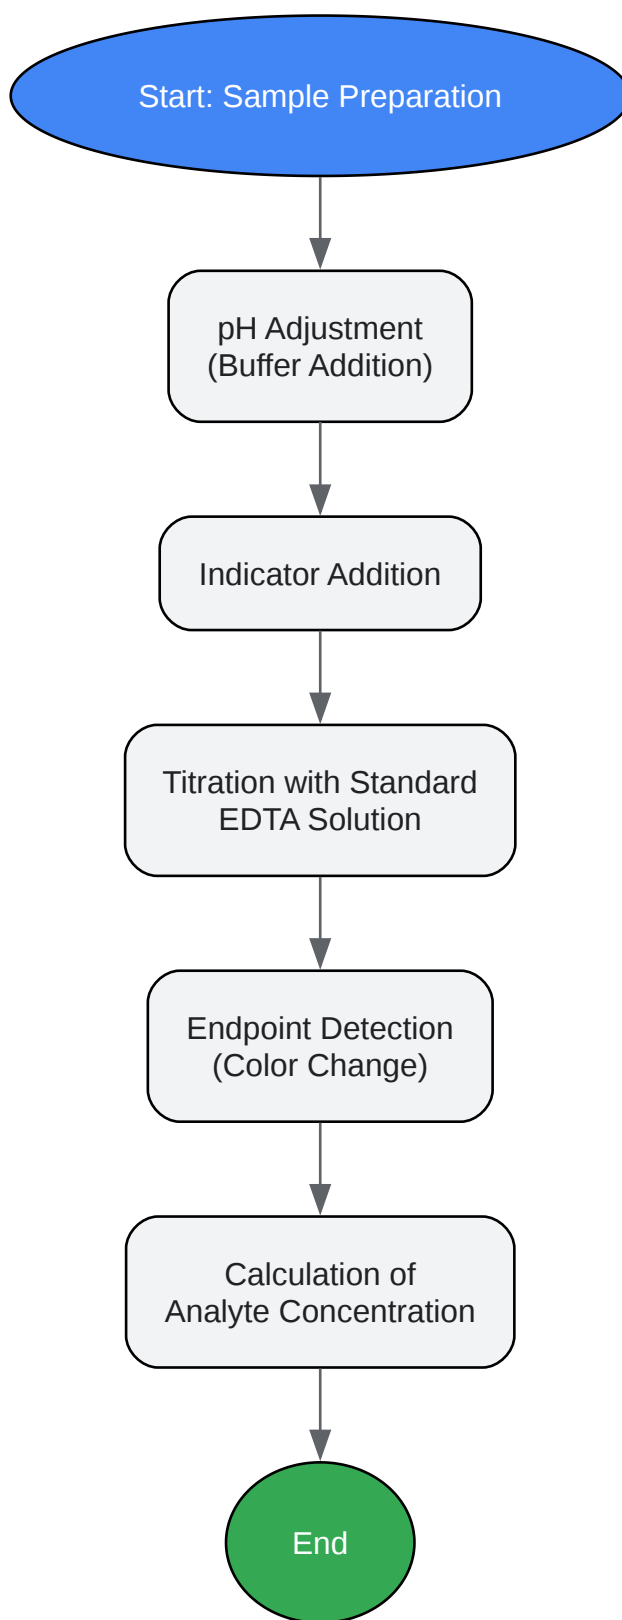 Start: Sample Preparation
pH Adjustment
(Buffer Addition)
Indicator Addition
Titration with Standard
EDTA Solution
Endpoint Detection
(Color Change)
Calculation of
Analyte Concentration
End